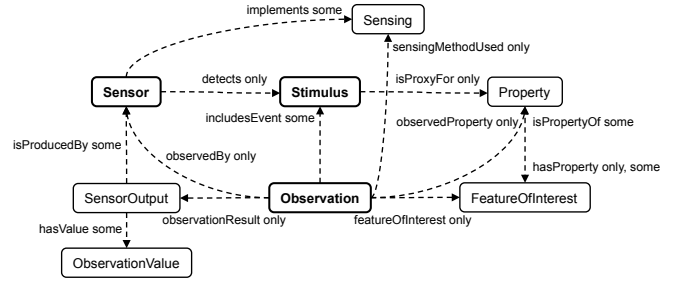 implements some
Sensing
sensingMethodUsed only
Sensor
detects only
Stimulus
isProxyFor only
Property
includesEvent some
observedProperty only
isPropertyOf some
isProducedBy some
observedBy only
hasProperty only, some
SensorOutput
Observation
FeatureOfInterest
observationResult only
featureOfInterest only
hasValue some
ObservationValue